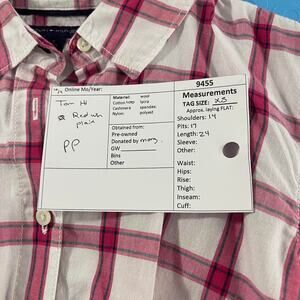 Online Mo/Year:
Tom H
Red wh
plain
PP
Material: wool
Cotton lycra
Cashmere spandex:
Nylon: polyest
Obtained from:
Pre-owned
Donated by mary
GW
Bins
Other
9455
Measurements
TAG SIZE: XS
Approx, laying FLAT:
Shoulders: 14
Pits: 17
Length: 24
Sleeve:
Other:
Waist:
Hips:
Rise:
Thigh:
Inseam:
Cuff: